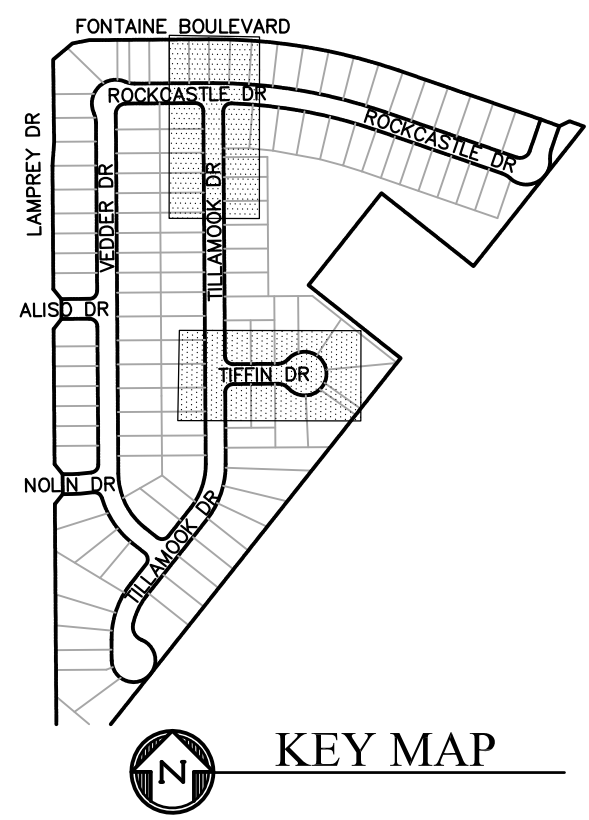 FONTAINE BOULEVARD
ROCKCASTLE DR
ROCKCASTLE DR
LAMPREY DR
VEDDER DR
TILLAMOOK DR
ALISO DR
TIFFIN DR
NOLIN DR
TILLAMOOK DR
KEY MAP
N